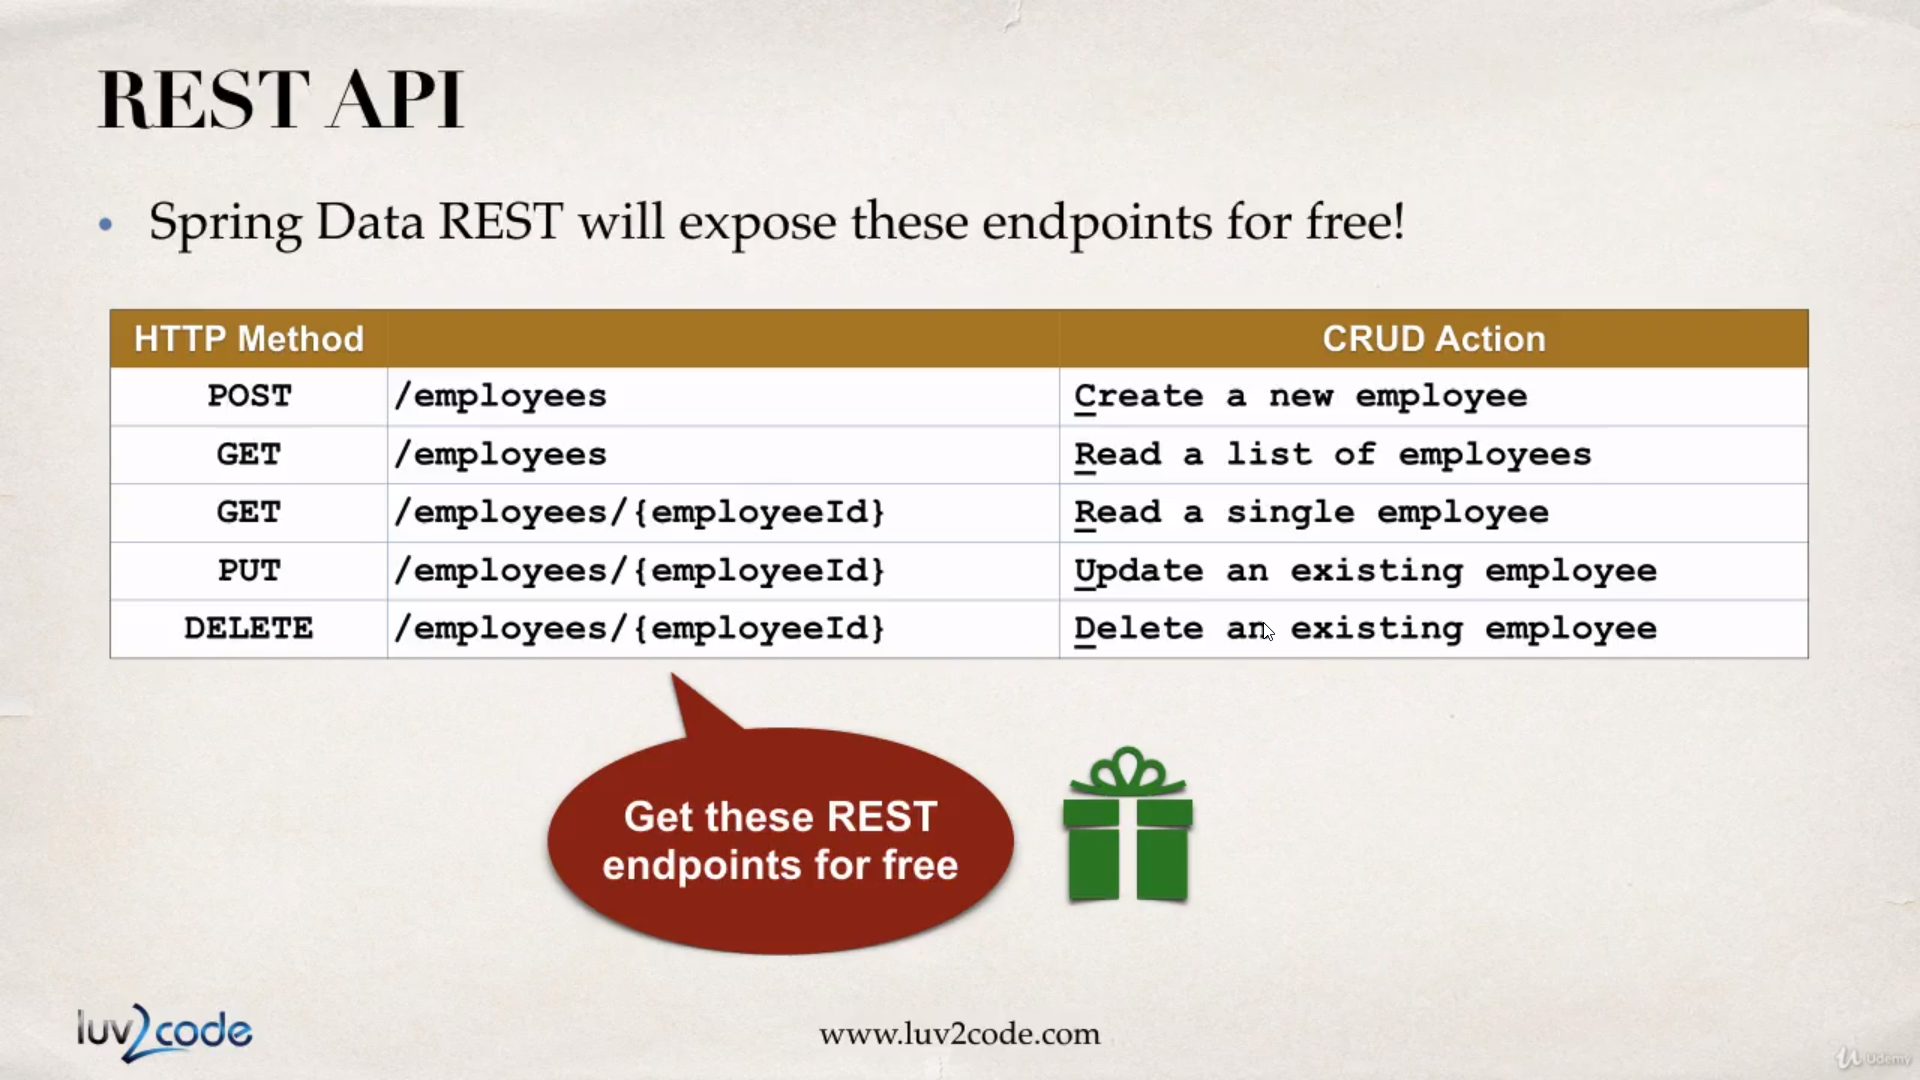 REST API
• Spring Data REST will expose these endpoints for free!
HTTP Method CRUD Action
POST /employees Create a new employee
GET /employees Read a list of employees
GET /employees/{employeeId} Read a single employee
PUT /employees/{employeeId} Update an existing employee
DELETE /employees/{employeeId} Delete an existing employee
Get these REST
endpoints for free
luv2code
www.luv2code.com
Udemy